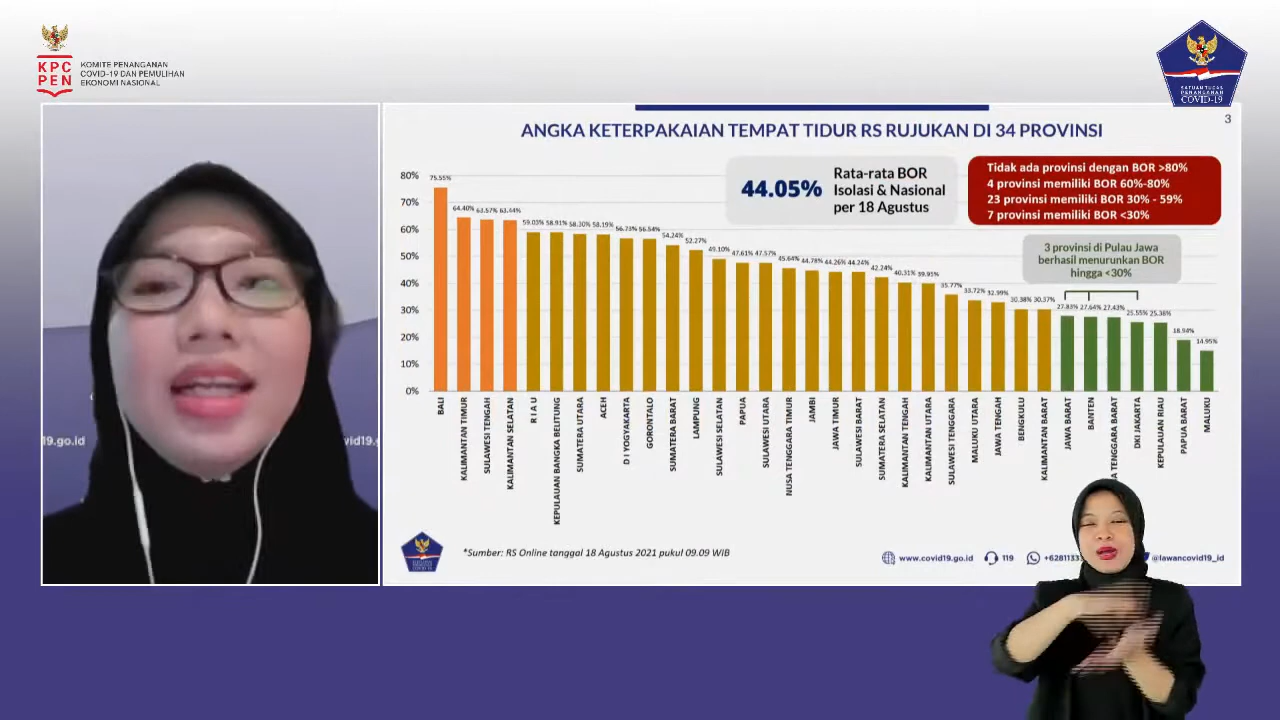 KPC
PEN
KOMITE PENANGANAN
COVID-19 DAN PEMULIHAN
EKONOMI NASIONAL
SATUAN TUGAS
PENANGANAN
COVID-19
19.go.id
vid19.g
3
ANGKA KETERPAKAIAN TEMPAT TIDUR RS RUJUKAN DI 34 PROVINSI
44.05%
Rata-rata BOR
Isolasi & Nasional
per 18 Agustus
Tidak ada provinsi dengan BOR >80%
4 provinsi memiliki BOR 60%-80%
23 provinsi memiliki BOR 30% - 59%
7 provinsi memiliki BOR <30%
3 provinsi di Pulau Jawa
berhasil menurunkan BOR
hingga <30%
80%
70%
60%
50%
40%
30%
20%
10%
0%
75.55%
64.40%
63.57%
63.44%
59.03%
58.91%
58.30%
58.19%
56.73%
56.54%
54.24%
52.27%
49.10%
47.61%
47.57%
45.64%
44.78%
44.26%
44.24%
42.24%
40.31%
39.95%
35.77%
33.72%
32.99%
30.38%
30.37%
27.83%
27.64%
27.43%
25.55%
25.38%
18.94%
14.95%
BALI
KALIMANTAN TIMUR
SULAWESI TENGAH
KALIMANTAN SELATAN
R I A U
KEPULAUAN BANGKA BELITUNG
SUMATERA UTARA
ACEH
D I YOGYAKARTA
GORONTALO
SUMATERA BARAT
LAMPUNG
SULAWESI SELATAN
PAPUA
SULAWESI UTARA
NUSA TENGGARA TIMUR
JAMBI
JAWA TIMUR
SULAWESI BARAT
SUMATERA SELATAN
KALIMANTAN TENGAH
KALIMANTAN UTARA
SULAWESI TENGGARA
MALUKU UTARA
JAWA TENGAH
BENGKULU
KALIMANTAN BARAT
JAWA BARAT
BANTEN
A TENGGARA BARAT
DKI JAKARTA
KEPULAUAN RIAU
PAPUA BARAT
MALUKU
*Sumber: RS Online tanggal 18 Agustus 2021 pukul 09.09 WIB
www.covid19.go.id
119
+6281133
@lawancovid19_id